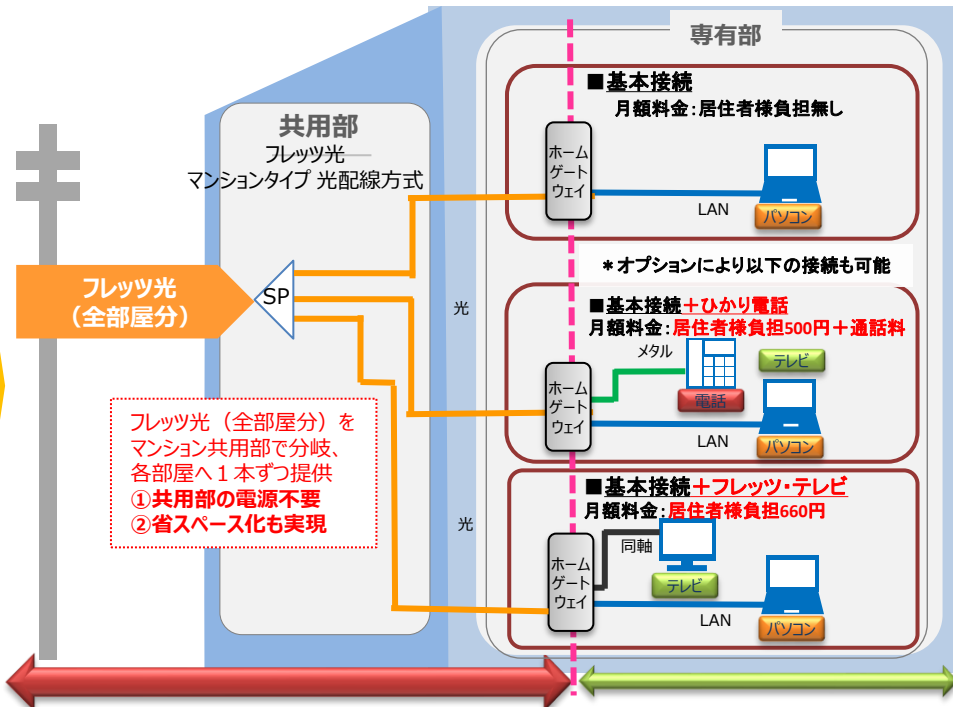 専有部
共用部
フレッツ光
マンションタイプ 光配線方式
フレッツ光
（全部屋分）
SP
光
光
フレッツ光（全部屋分）を
マンション共用部で分岐、
各部屋へ１本ずつ提供
①共用部の電源不要
②省スペース化も実現
■基本接続
月額料金：居住者様負担無し
ホーム
ゲート
ウェイ
LAN
パソコン
＊オプションにより以下の接続も可能
■基本接続＋ひかり電話
月額料金：居住者様負担500円＋通話料
メタル
テレビ
電話
ホーム
ゲート
ウェイ
LAN
パソコン
■基本接続＋フレッツ・テレビ
月額料金：居住者様負担660円
同軸
テレビ
ホーム
ゲート
ウェイ
LAN
パソコン